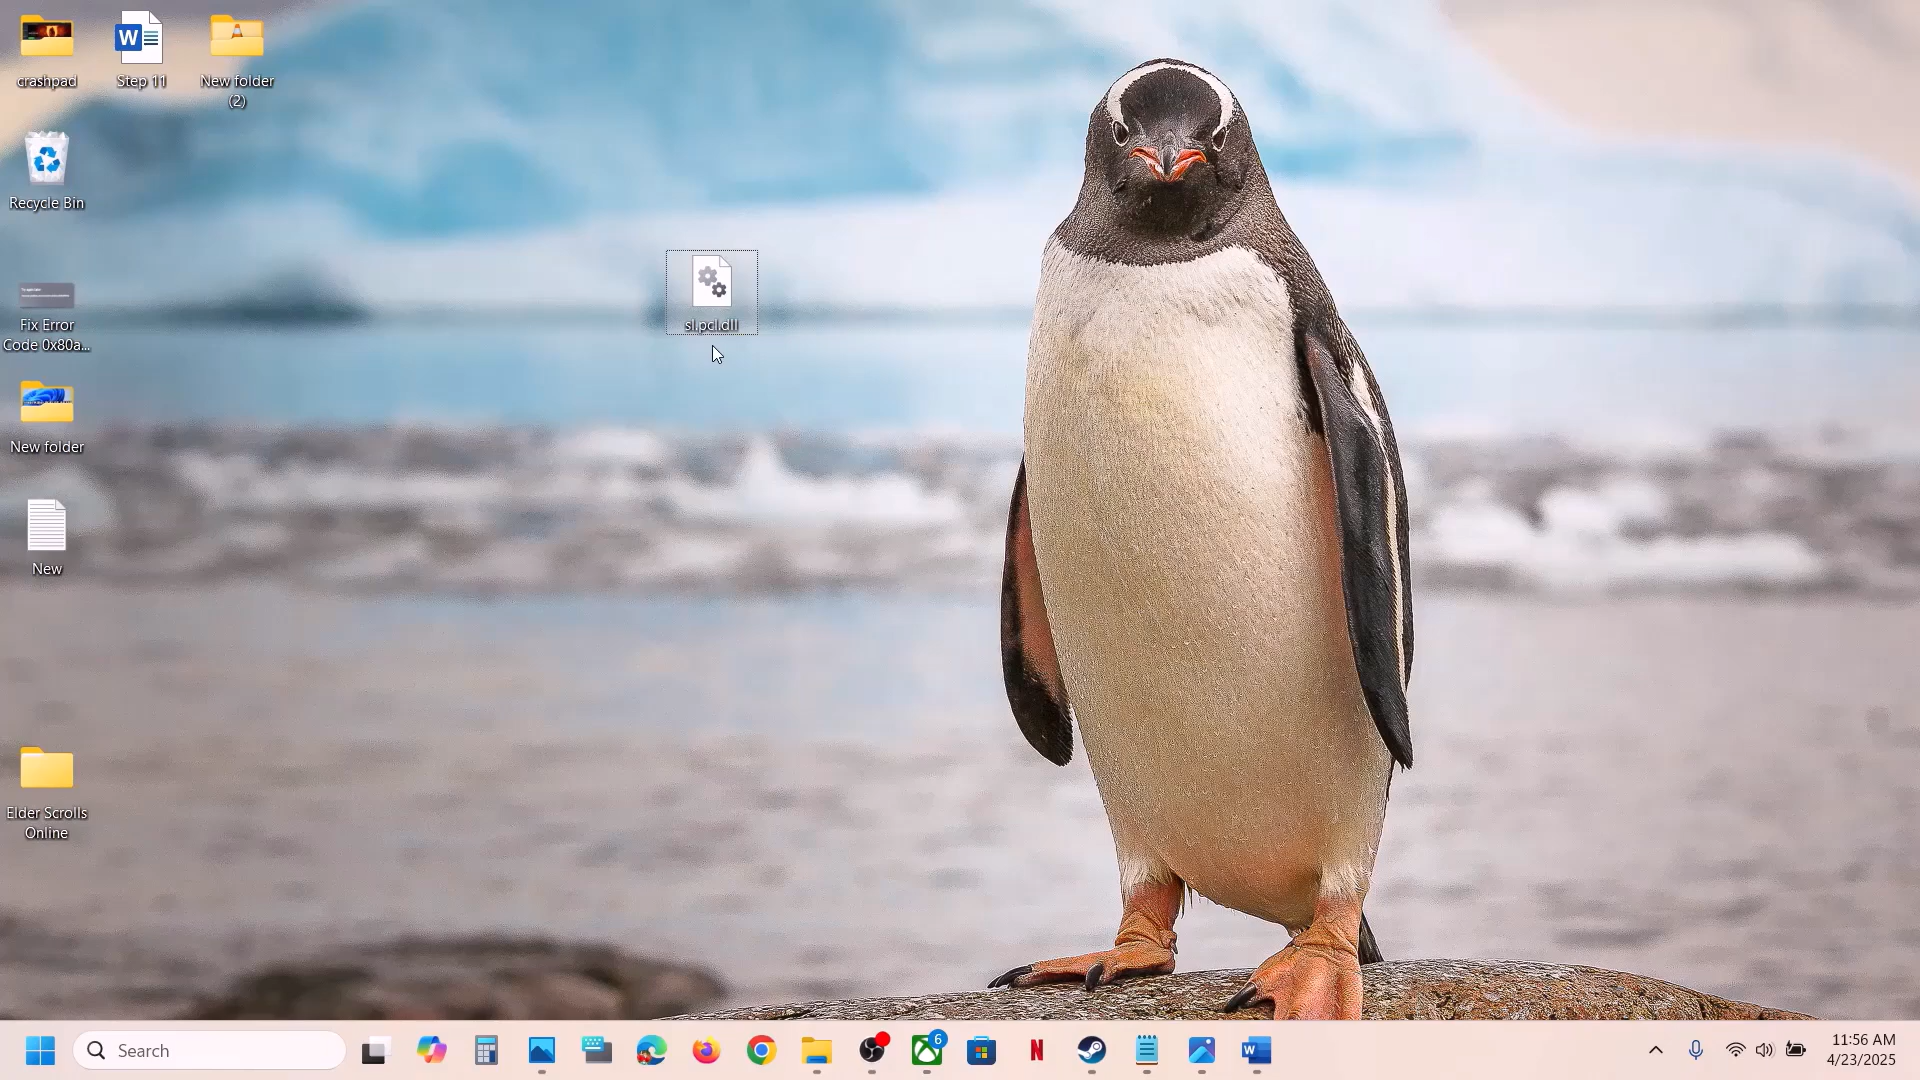 crashpad
Step 11
New folder
(2)
Recycle Bin
sl.pcl.dll
Fix Error
Code 0x80a...
New folder
New
Elder Scrolls
Online
Search
6
11:56 AM
4/23/2025